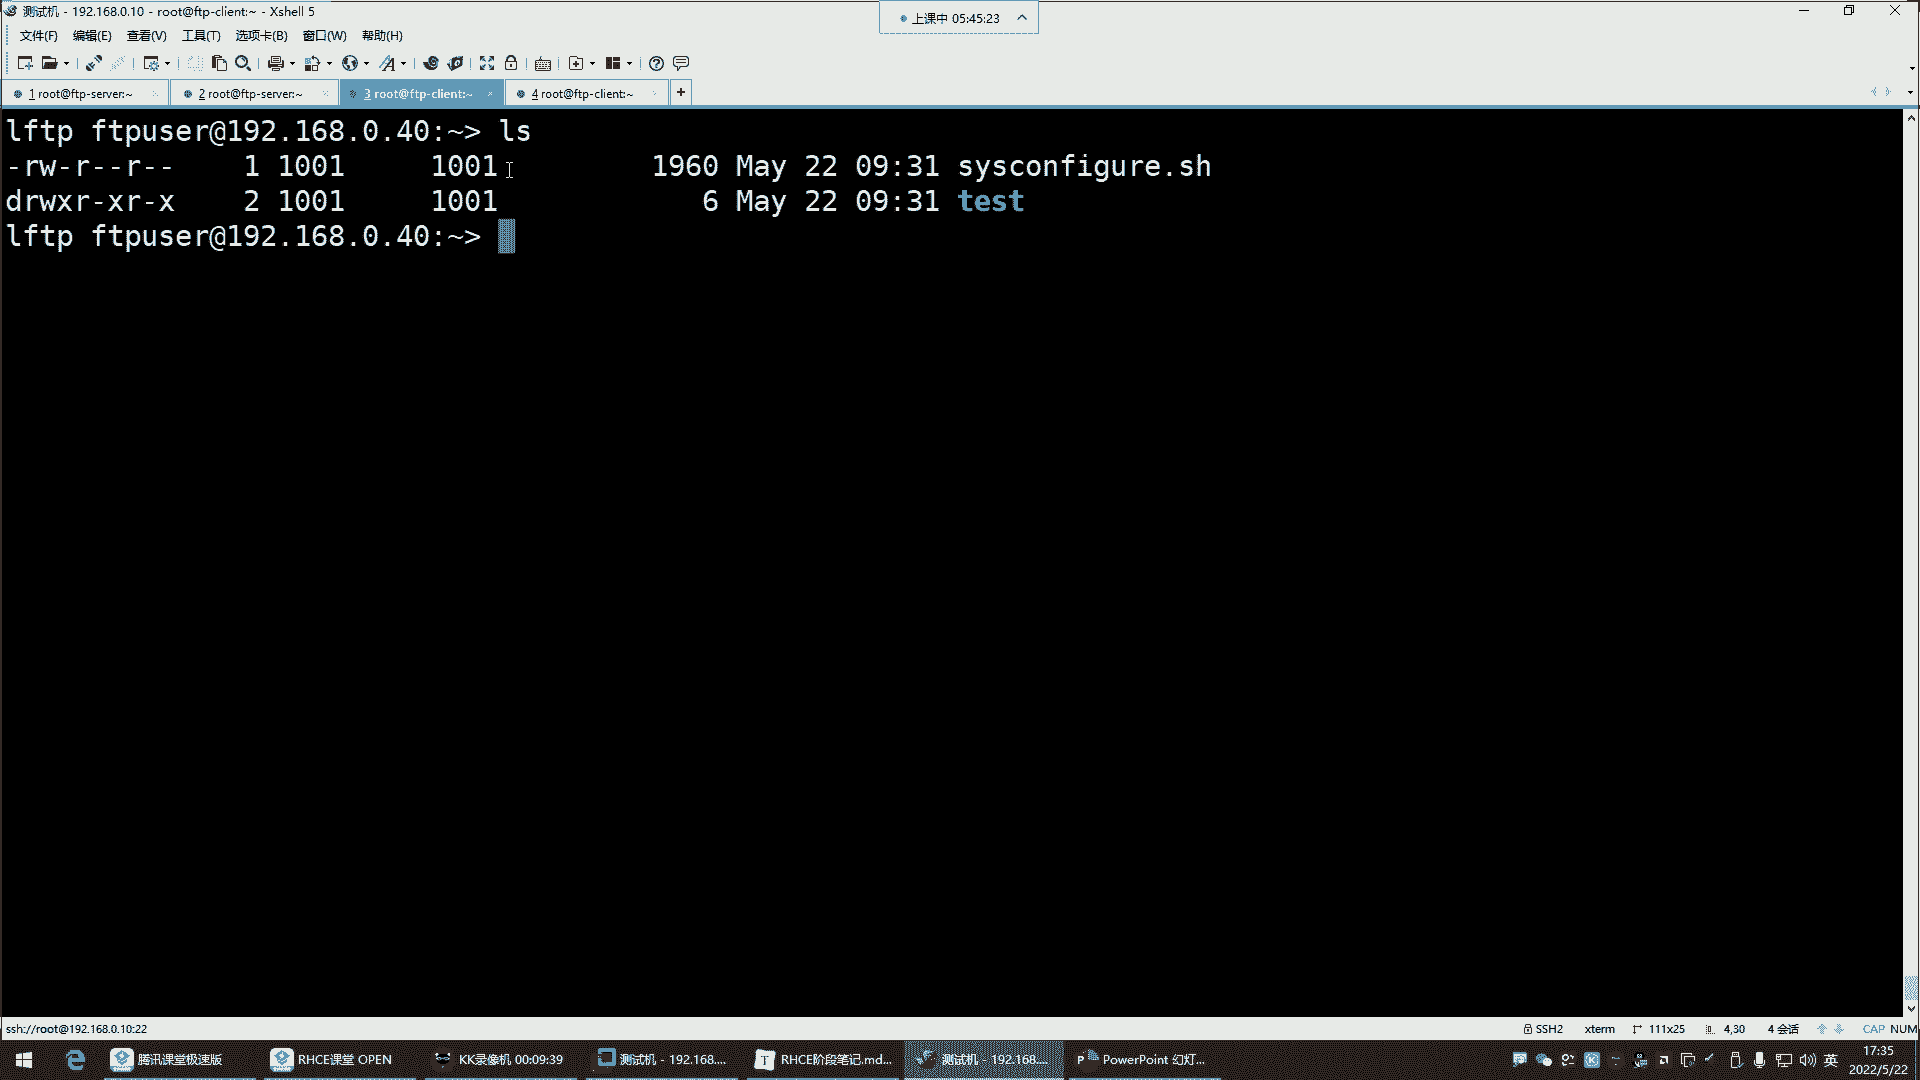 测试机 - 192.168.0.10 - root@ftp-client:~ - Xshell 5
上课中 05:45:23
文件(F) 编辑(E) 查看(V) 工具(T) 选项卡(B) 窗口(W) 帮助(H)
1 root@ftp-server:~ 2 root@ftp-server:~ 3 root@ftp-client:~ 4 root@ftp-client:~
lftp ftpuser@192.168.0.40:~> ls
-rw-r--r-- 1 1001 1001 1960 May 22 09:31 sysconfigure.sh
drwxr-xr-x 2 1001 1001 6 May 22 09:31 test
lftp ftpuser@192.168.0.40:~>
ssh://root@192.168.0.10:22 SSH2 xterm 111x25 4,30 4 会话 CAP NUM
腾讯课堂极速版 RHCE课堂 OPEN KK录像机 00:09:39 测试机 - 192.168.... RHCE阶段笔记.md... 测试机 - 192.168.... PowerPoint 幻灯... 英 17:35
2022/5/22